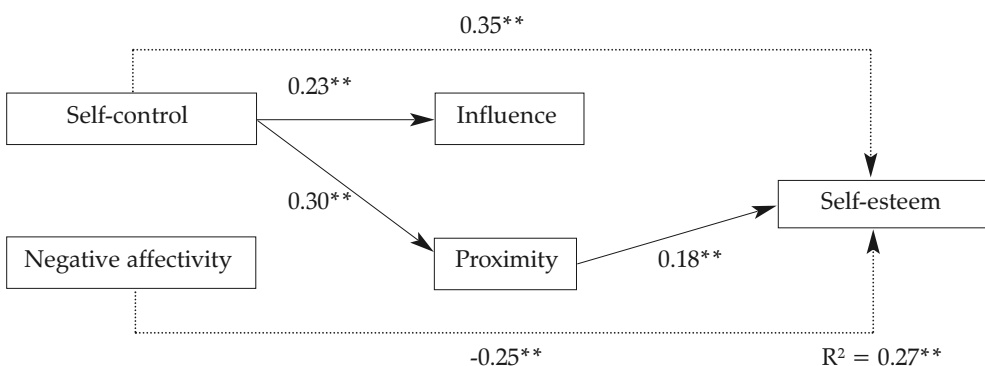 0.35**
0.23**
Self-control
Influence
0.30**
Self-esteem
Negative affectivity
Proximity
0.18**
-0.25**
R² = 0.27**